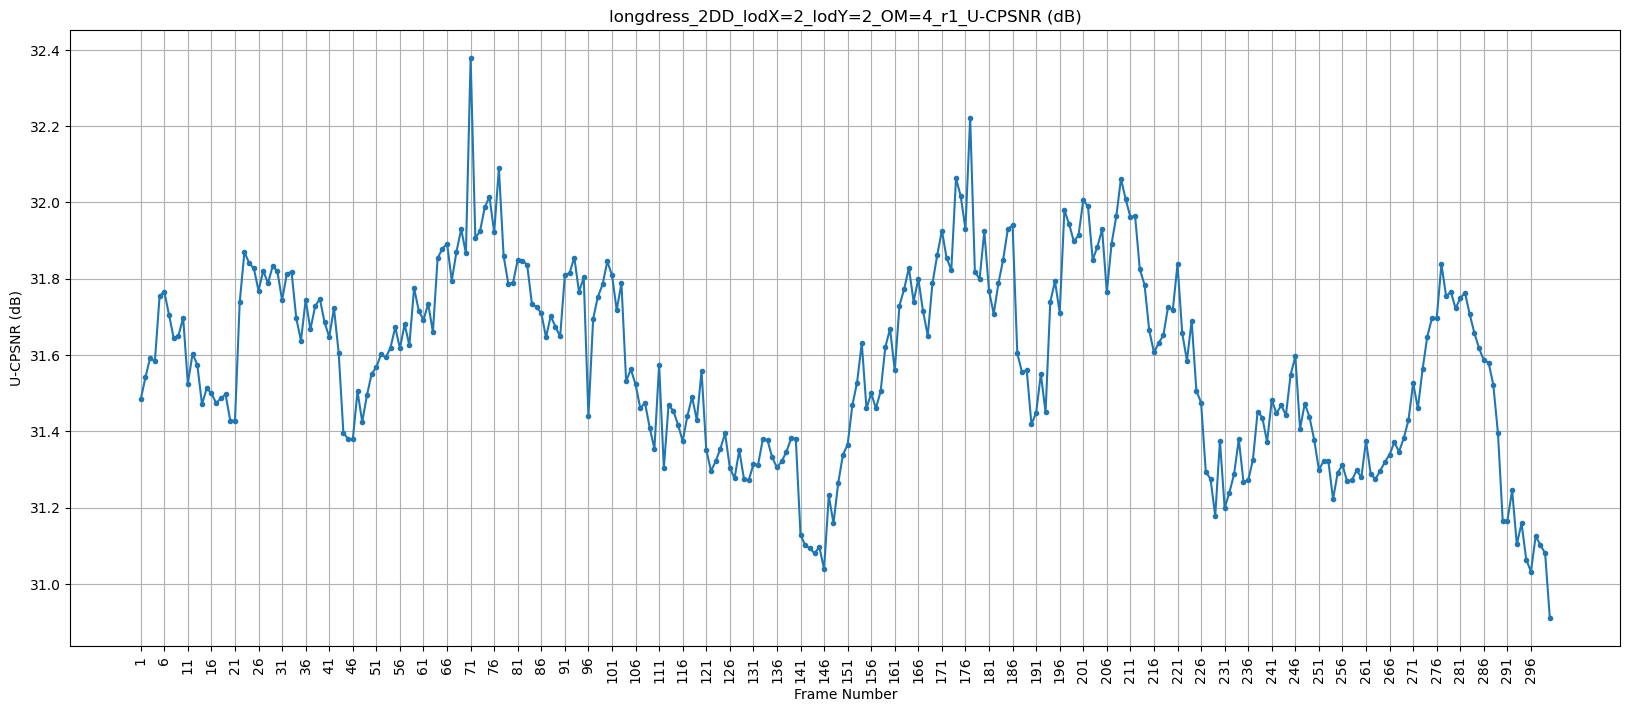 longdress_2DD_lodX=2_lodY=2_OM=4_r1_U-CPSNR (dB)
U-CPSNR (dB)
32.4
32.2
32.0
31.8
31.6
31.4
31.2
31.0
1 6 11 16 21 26 31 36 41 46 51 56 61 66 71 76 81 86 91 96 101 106 111 116 121 126 131 136 141 146 151 156 161 166 171 176 181 186 191 196 201 206 211 216 221 226 231 236 241 246 251 256 261 266 271 276 281 286 291 296
Frame Number